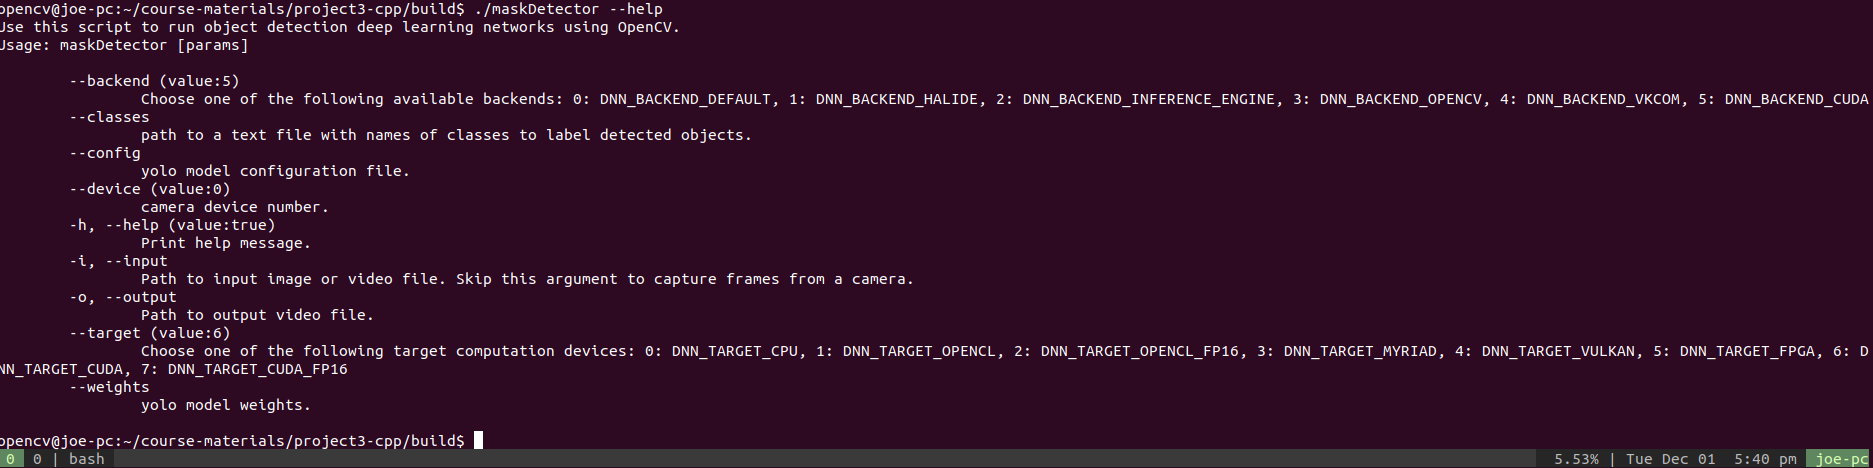 opencv@joe-pc:~/course-materials/project3-cpp/build$ ./maskDetector --help
Use this script to run object detection deep learning networks using OpenCV.
Usage: maskDetector [params]
--backend (value:5)
Choose one of the following available backends: 0: DNN_BACKEND_DEFAULT, 1: DNN_BACKEND_HALIDE, 2: DNN_BACKEND_INFERENCE_ENGINE, 3: DNN_BACKEND_OPENCV, 4: DNN_BACKEND_VKCOM, 5: DNN_BACKEND_CUDA
--classes
path to a text file with names of classes to label detected objects.
--config
yolo model configuration file.
--device (value:0)
camera device number.
-h, --help (value:true)
Print help message.
-i, --input
Path to input image or video file. Skip this argument to capture frames from a camera.
-o, --output
Path to output video file.
--target (value:6)
Choose one of the following target computation devices: 0: DNN_TARGET_CPU, 1: DNN_TARGET_OPENCL, 2: DNN_TARGET_OPENCL_FP16, 3: DNN_TARGET_MYRIAD, 4: DNN_TARGET_VULKAN, 5: DNN_TARGET_FPGA, 6: D
NN_TARGET_CUDA, 7: DNN_TARGET_CUDA_FP16
--weights
yolo model weights.
opencv@joe-pc:~/course-materials/project3-cpp/build$
0 0 | bash 5.53% | Tue Dec 01 5:40 pm joe-pc